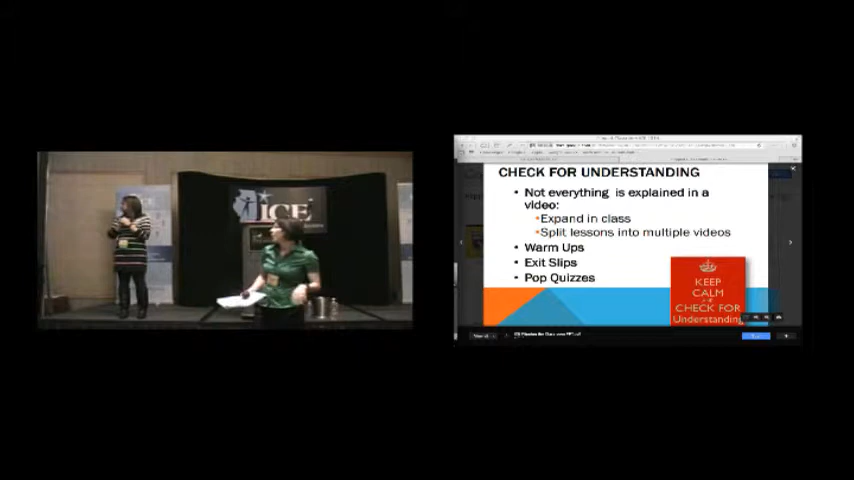 ICE
CHECK FOR UNDERSTANDING
• Not everything is explained in a
video:
•Expand in class
•Split lessons into multiple videos
• Warm Ups
• Exit Slips
• Pop Quizzes
KEEP
CALM
CHECK FOR
Understanding